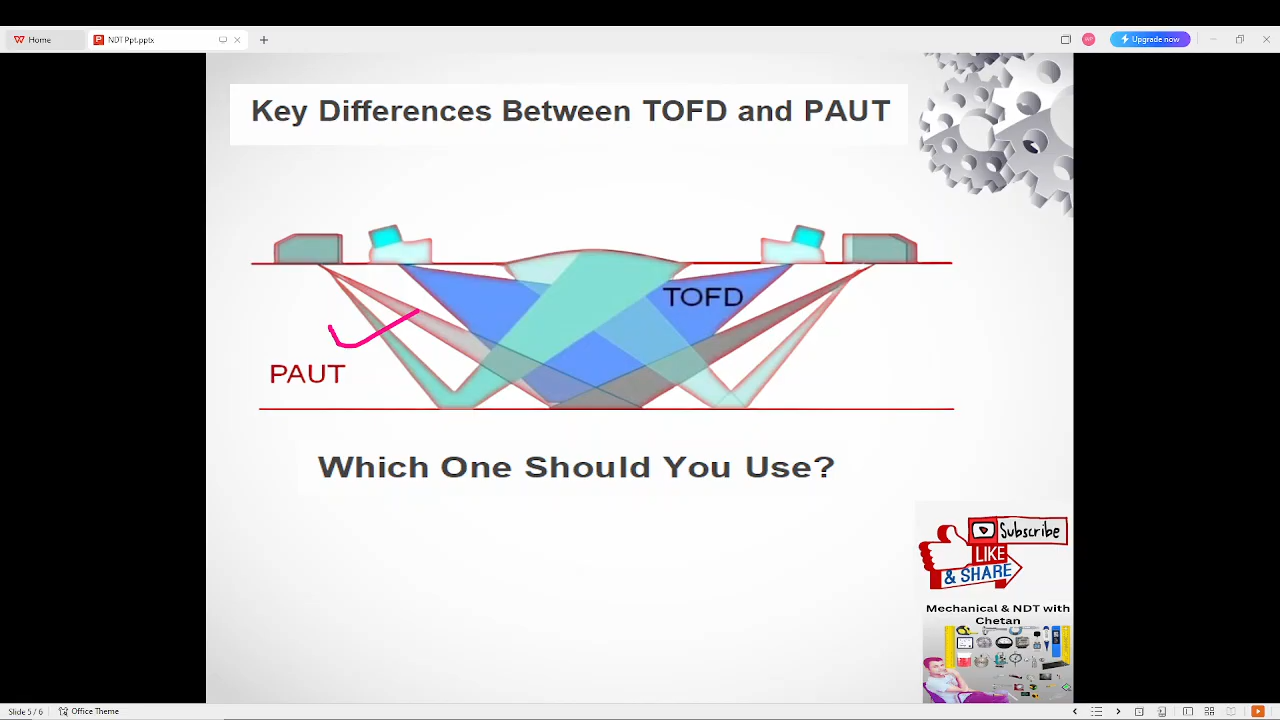 Home
NDT Ppt.pptx
Upgrade now
Key Differences Between TOFD and PAUT
TOFD
PAUT
Which One Should You Use?
Subscribe
LIKE
& SHARE
Mechanical & NDT with
Chetan
Slide 5 / 6
Office Theme